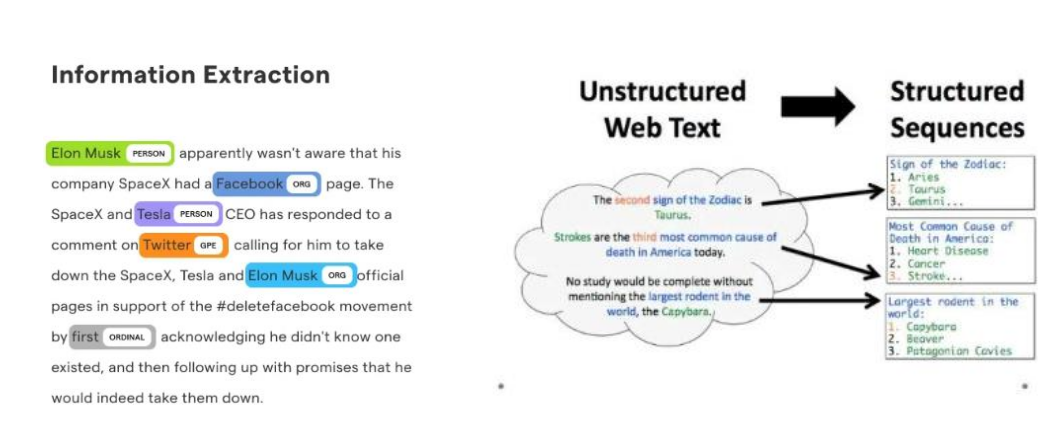 Information Extraction
Elon Musk PERSON apparently wasn't aware that his
company SpaceX had a Facebook ORG page. The
SpaceX and Tesla PERSON CEO has responded to a
comment on Twitter GPE calling for him to take
down the SpaceX, Tesla and Elon Musk ORG official
pages in support of the #deletefacebook movement
by first ORDINAL acknowledging he didn't know one
existed, and then following up with promises that he
would indeed take them down.
Unstructured
Web Text
The second sign of the Zodiac is
Taurus.
Strokes are the third most common cause of
death in America today.
No study would be complete without
mentioning the largest rodent in the
world, the Capybara.
Structured
Sequences
Sign of the Zodiac:
1. Aries
2. Taurus
3. Gemini...
Most Common Cause of
Death in America:
1. Heart Disease
2. Cancer
3. Stroke...
Largest rodent in the
world:
1. Capybara
2. Beaver
3. Patagonian Cavies